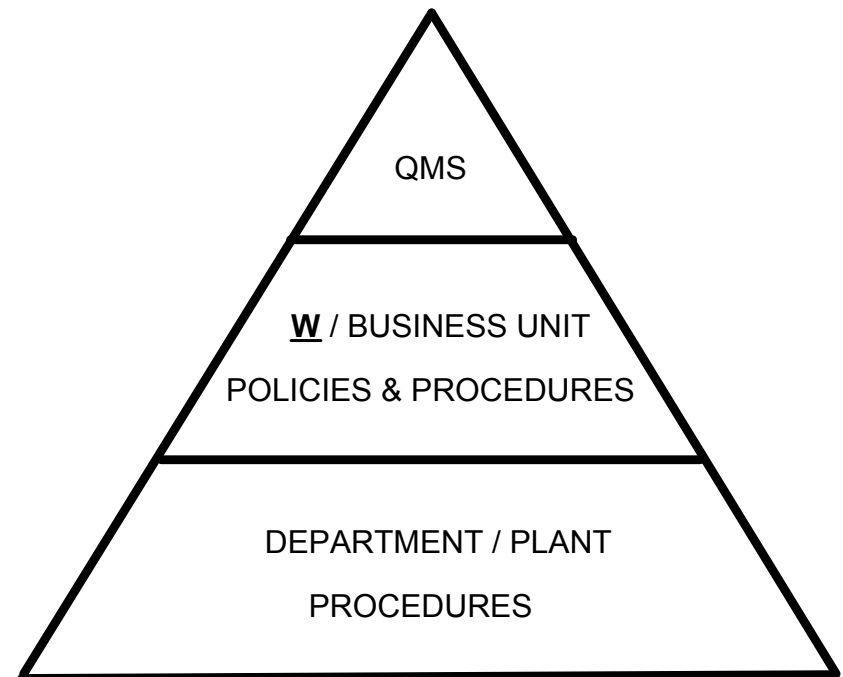 QMS
W / BUSINESS UNIT
POLICIES & PROCEDURES
DEPARTMENT / PLANT
PROCEDURES